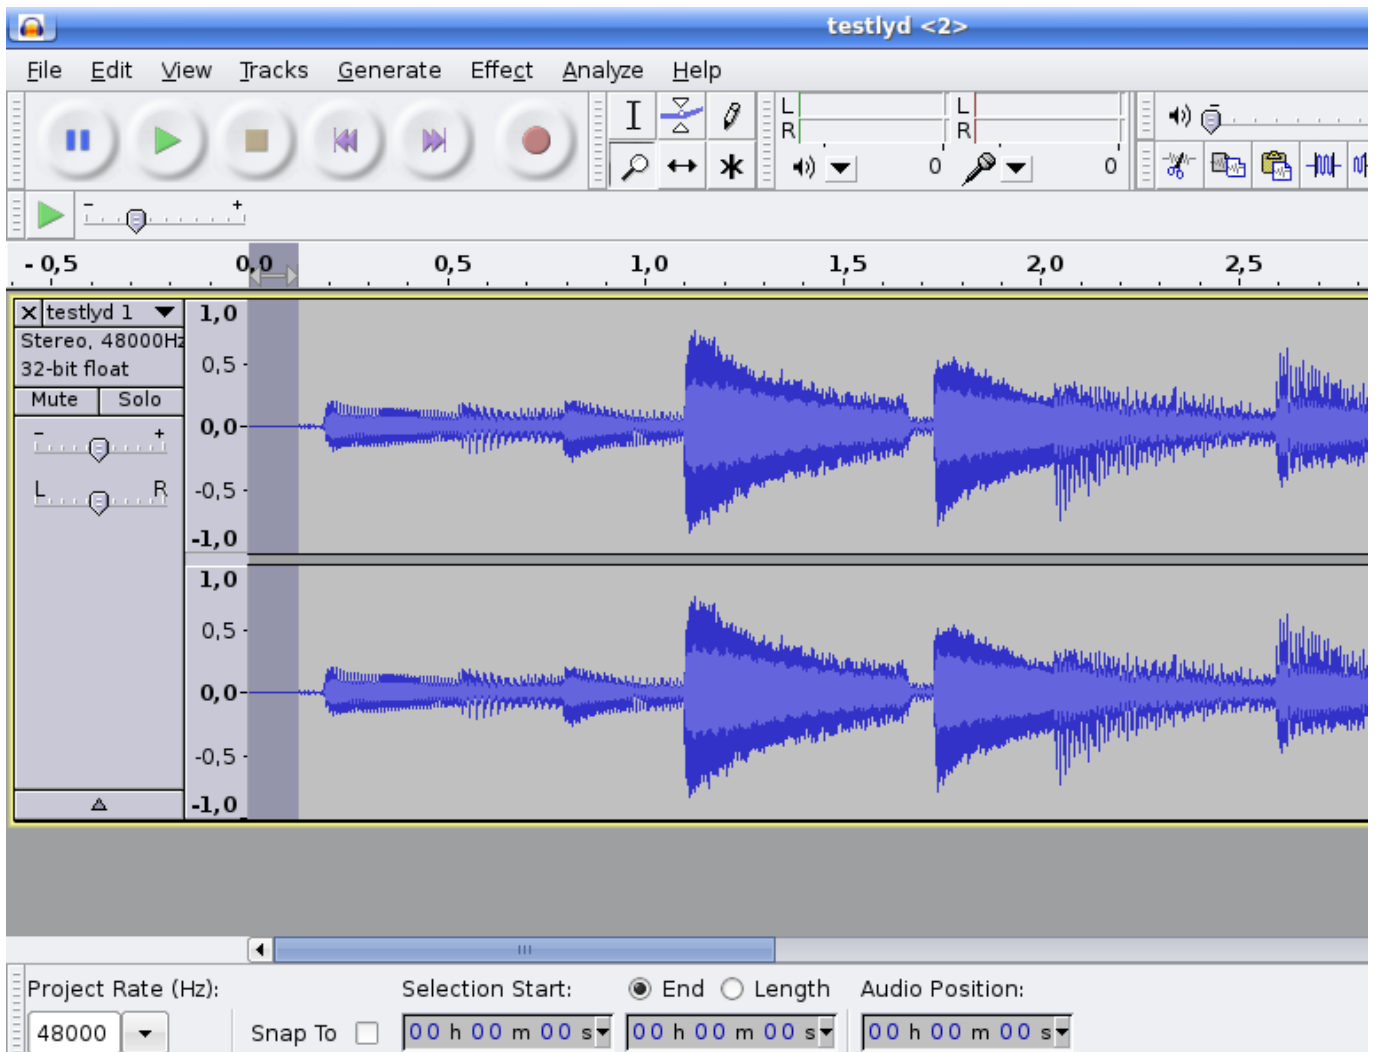 testlyd <2>
File Edit View Tracks Generate Effect Analyze Help
L L
R R
0 0
- +
- 0,5 0,0 0,5 1,0 1,5 2,0 2,5
testlyd 1
Stereo, 48000Hz
32-bit float
Mute Solo
- +
L R
1,0
0,5
0,0
-0,5
-1,0
1,0
0,5
0,0
-0,5
-1,0
Project Rate (Hz): Selection Start: End Length Audio Position:
48000 Snap To 00 h 00 m 00 s 00 h 00 m 00 s 00 h 00 m 00 s